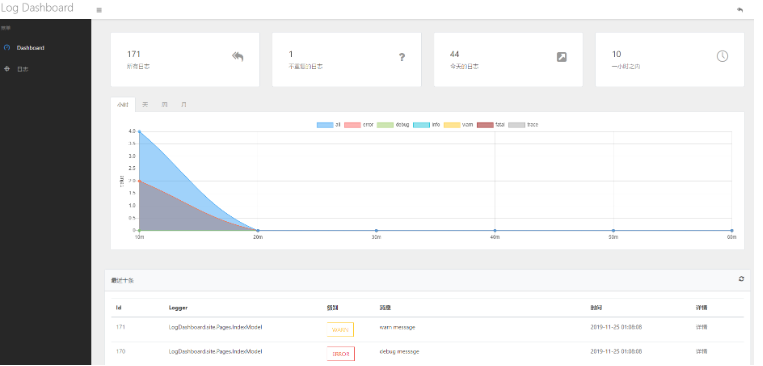 Log Dashboard
Dashboard
日志
171
所有日志
1
不重复的日志
44
今天的日志
10
一小时之内
小时 天 周 月
all error debug info warn fatal trace
4.0
3.5
3.0
2.5
2.0
1.5
1.0
0.5
0
10m 20m 30m 40m 50m 60m
最近十条
Id Logger 级别 消息 时间 详情
171 LogDashboard.site.Pages.IndexModel WARN warn message 2019-11-25 01:08:08 详情
170 LogDashboard.site.Pages.IndexModel ERROR debug message 2019-11-25 01:08:08 详情